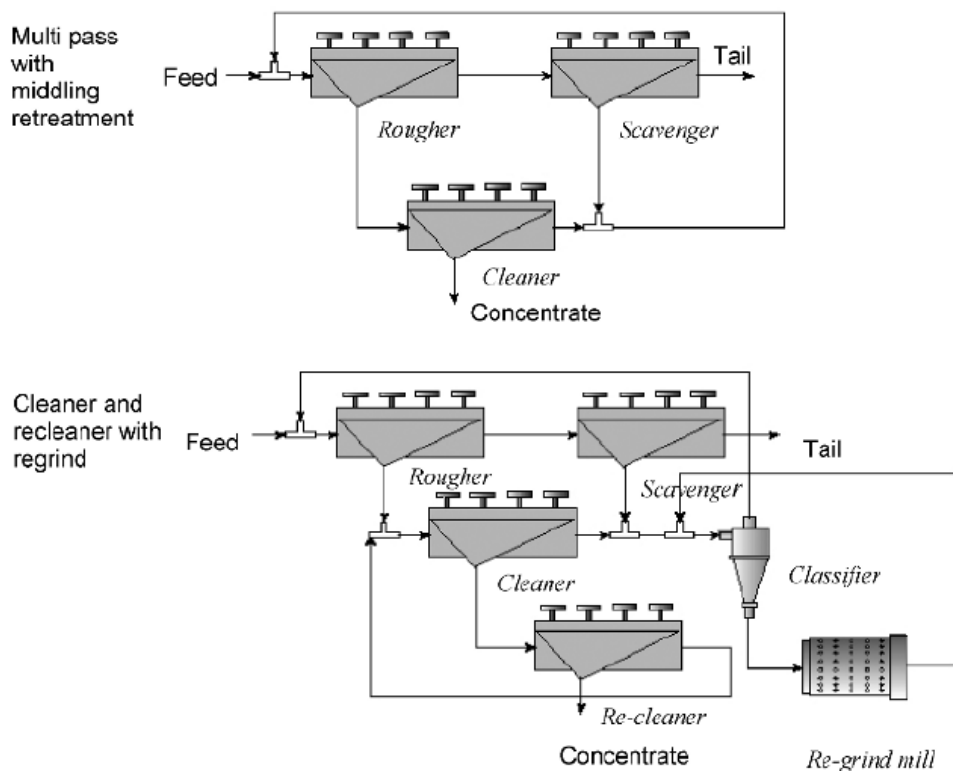 Multi pass
with
middling
retreatment
Feed
Tail
Rougher
Scavenger
Cleaner
Concentrate
Cleaner and
recleaner with
regrind
Feed
Tail
Rougher
Scavenger
Cleaner
Classifier
Re-cleaner
Concentrate
Re-grind mill